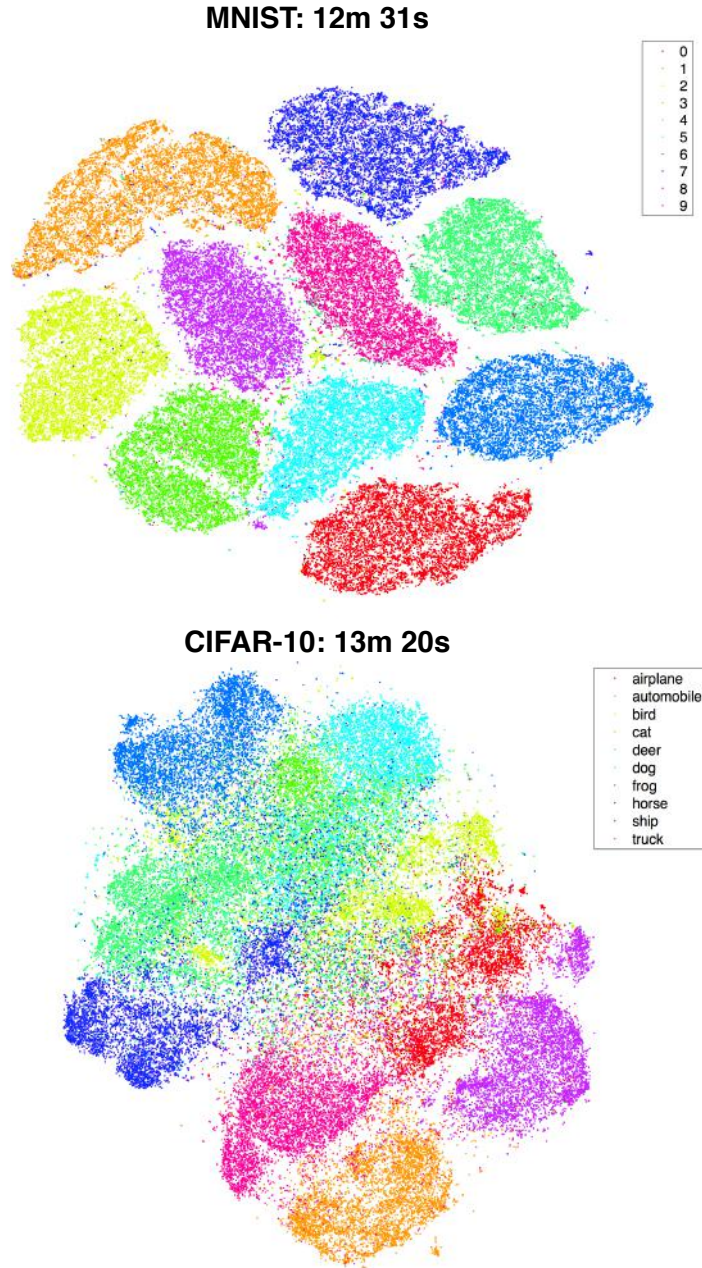 MNIST: 12m 31s
0
1
2
3
4
5
6
7
8
9
CIFAR-10: 13m 20s
airplane
automobile
bird
cat
deer
dog
frog
horse
ship
truck